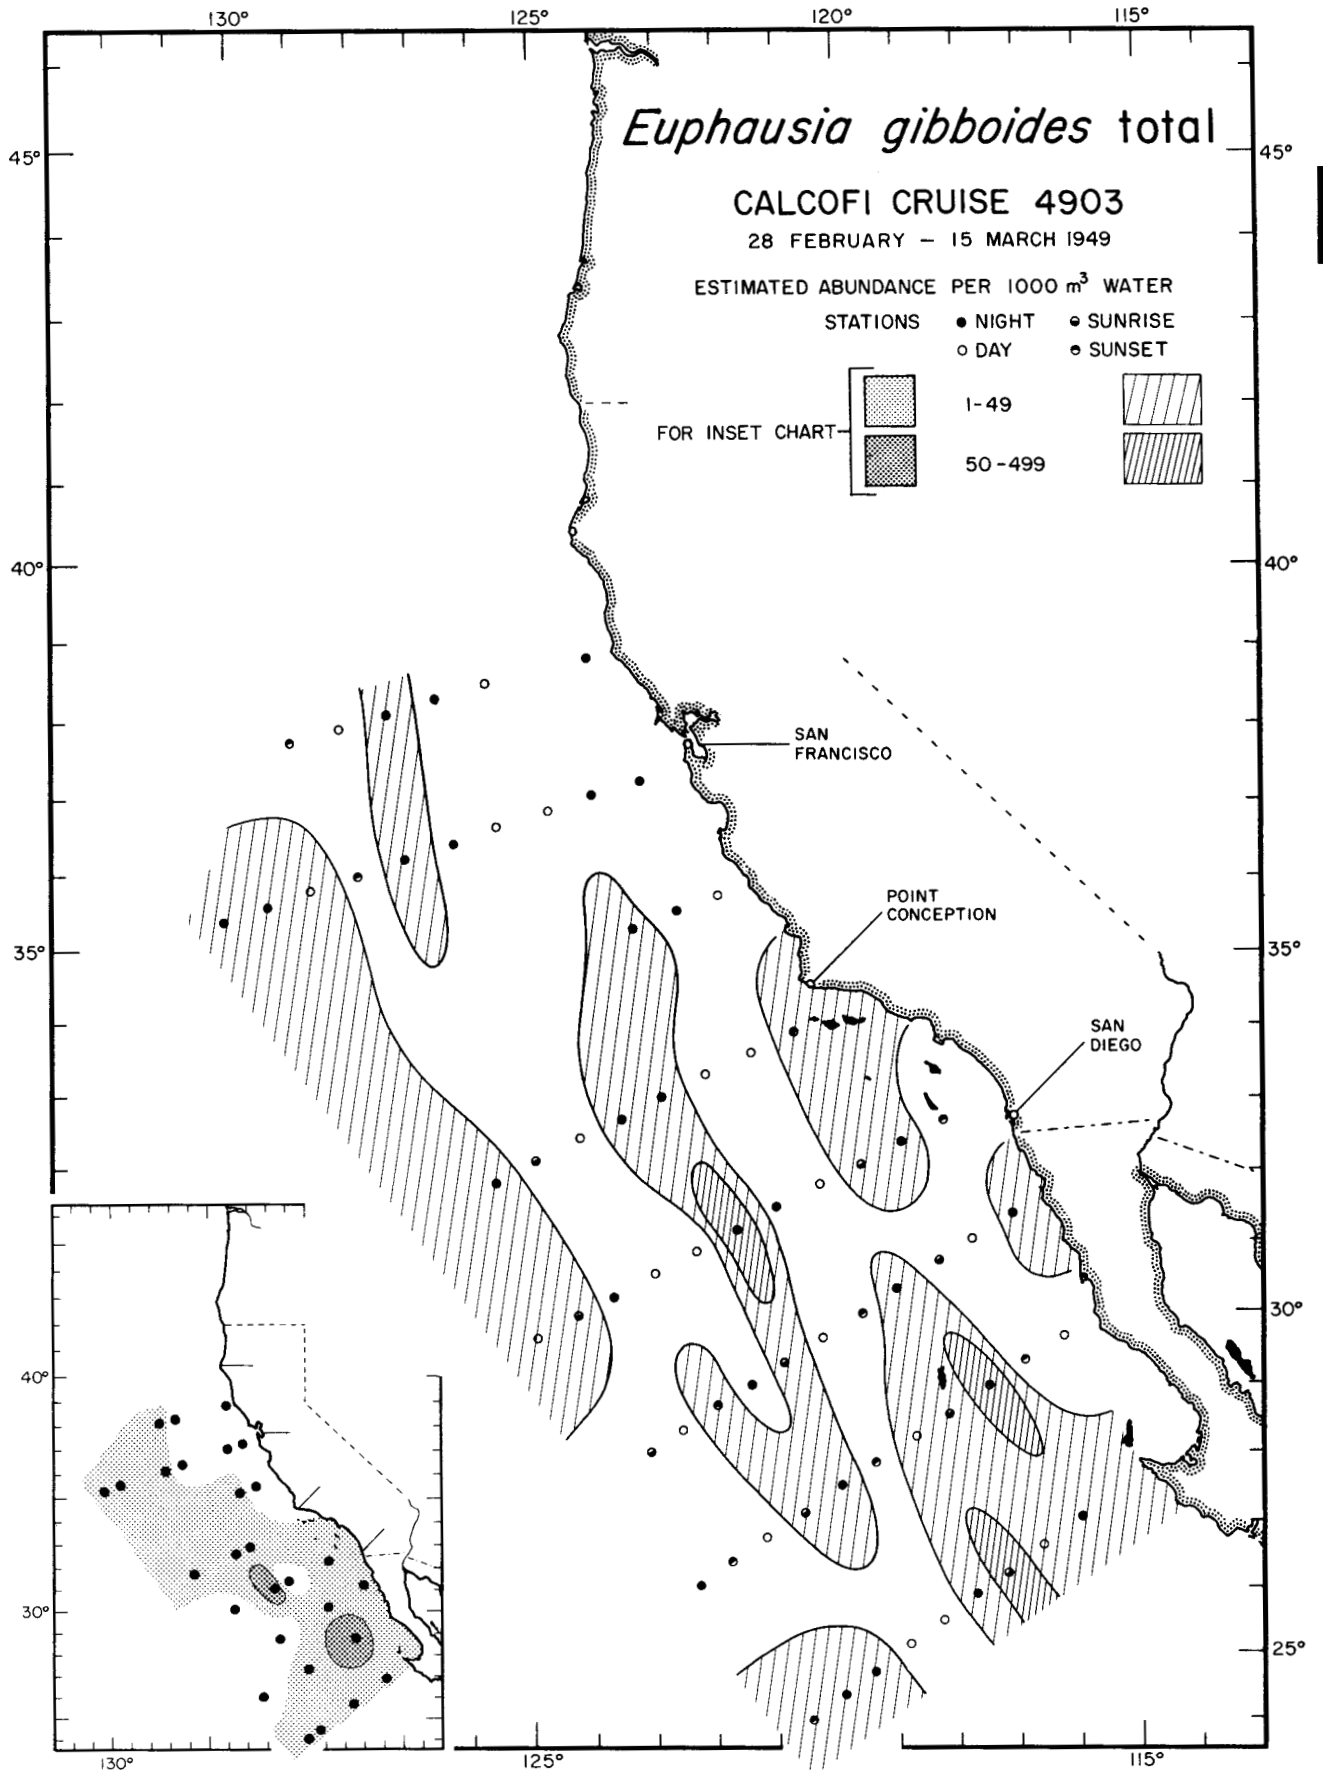 130° 125° 120° 115°
Euphausia gibboides total
45° 45°
CALCOFI CRUISE 4903
28 FEBRUARY – 15 MARCH 1949
ESTIMATED ABUNDANCE PER 1000 m³ WATER
STATIONS NIGHT SUNRISE
DAY SUNSET
1-49
FOR INSET CHART
50-499
40° 40°
SAN
FRANCISCO
POINT
CONCEPTION
35° 35°
SAN
DIEGO
30°
40°
30°
25°
130° 125° 115°